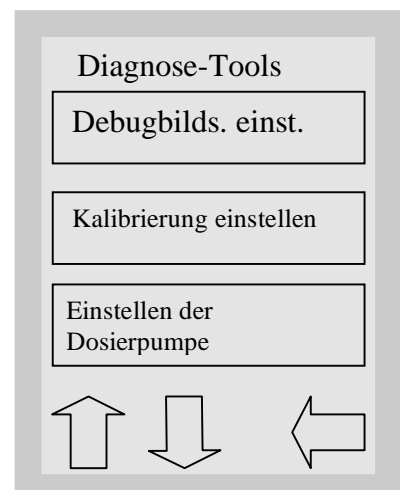 Diagnose-Tools
Debugbilds. einst.
Kalibrierung einstellen
Einstellen der
Dosierpumpe